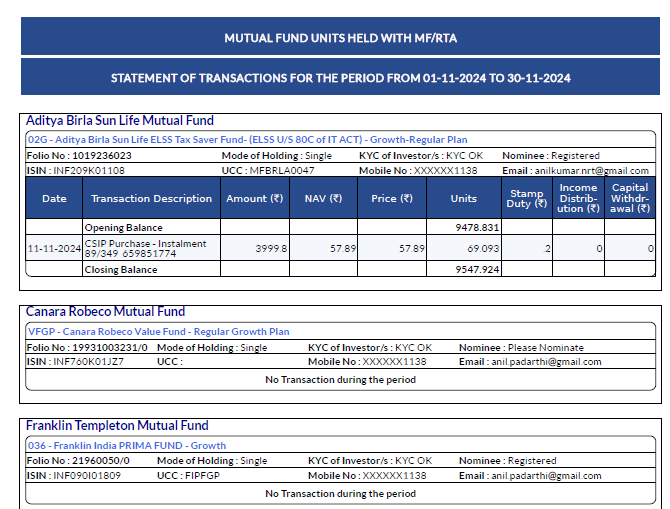 MUTUAL FUND UNITS HELD WITH MF/RTA
STATEMENT OF TRANSACTIONS FOR THE PERIOD FROM 01-11-2024 TO 30-11-2024
Aditya Birla Sun Life Mutual Fund
02G - Aditya Birla Sun Life ELSS Tax Saver Fund- (ELSS U/S 80C of IT ACT) - Growth-Regular Plan
Folio No : 1019236023 Mode of Holding : Single KYC of Investor/s : KYC OK Nominee : Registered
ISIN : INF209K01108 UCC : MFBRLA0047 Mobile No : XXXXXX1138 Email : anilkumar.nrt@gmail.com
Date Transaction Description Amount (₹) NAV (₹) Price (₹) Units Stamp Duty (₹) Income Distrib-ution (₹) Capital Withdr-awal (₹)
Opening Balance 9478.831
11-11-2024 CSIP Purchase - Instalment 89/349 659851774 3999.8 57.89 57.89 69.093 .2 0 0
Closing Balance 9547.924
Canara Robeco Mutual Fund
VFGP - Canara Robeco Value Fund - Regular Growth Plan
Folio No : 19931003231/0 Mode of Holding : Single KYC of Investor/s : KYC OK Nominee : Please Nominate
ISIN : INF760K01JZ7 UCC : Mobile No : XXXXXX1138 Email : anil.padarthi@gmail.com
No Transaction during the period
Franklin Templeton Mutual Fund
036 - Franklin India PRIMA FUND - Growth
Folio No : 21960050/0 Mode of Holding : Single KYC of Investor/s : KYC OK Nominee : Registered
ISIN : INF090I01809 UCC : FIPFGP Mobile No : XXXXXX1138 Email : anil.padarthi@gmail.com
No Transaction during the period